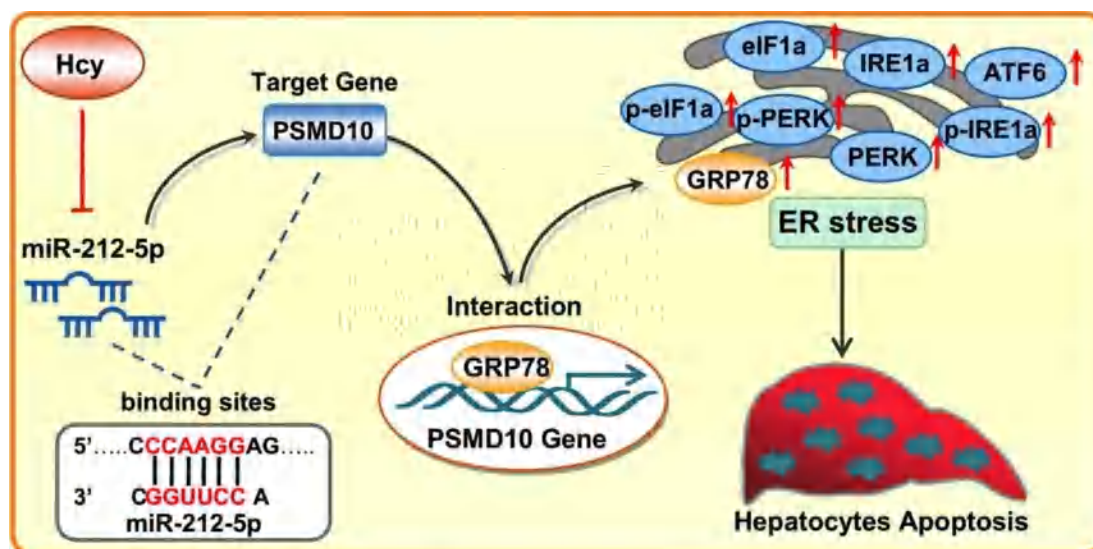 Hcy
miR-212-5p
Target Gene
PSMD10
binding sites
5’.....CCCAAGGAG.....
3’ CGGUUCC A
miR-212-5p
Interaction
GRP78
PSMD10 Gene
eIF1a
IRE1a
ATF6
p-eIF1a
p-PERK
p-IRE1a
PERK
GRP78
ER stress
Hepatocytes Apoptosis